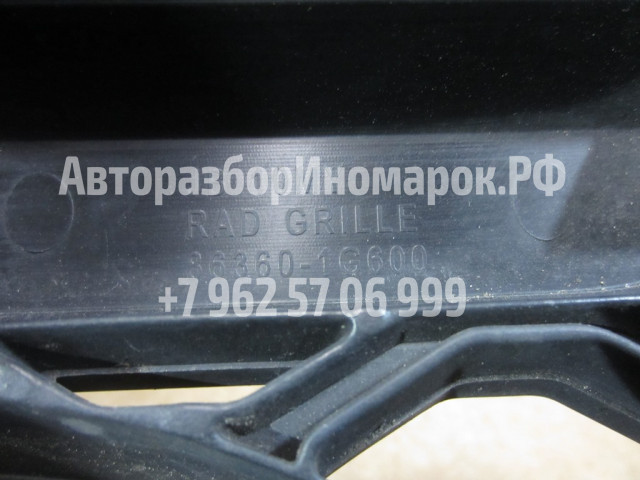 АвторазборИномарок.РФ
RAD GRILLE
86360-1G600
+7 962 57 06 999